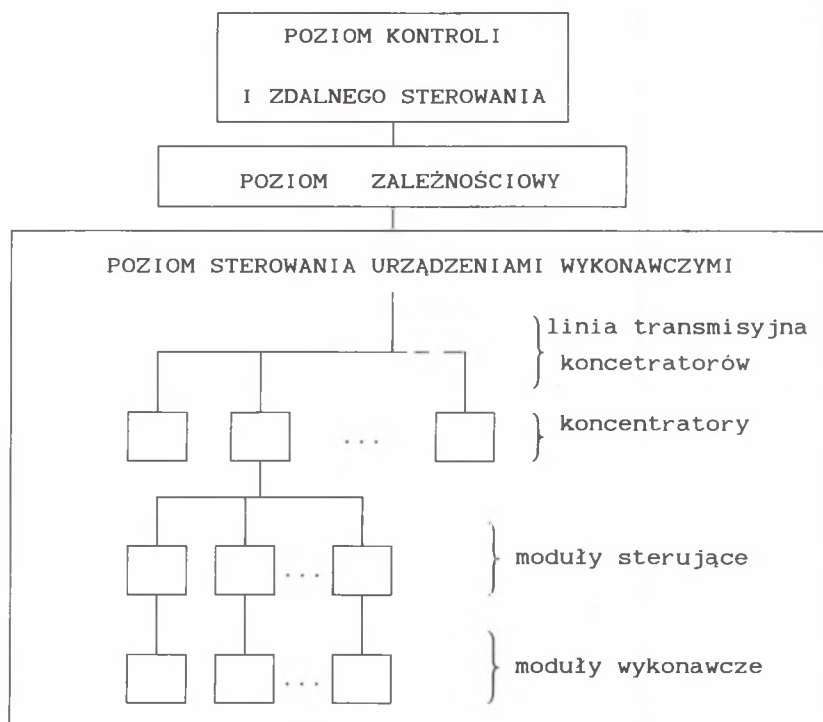 POZIOM KONTROLI
I ZDALNEGO STEROWANIA
POZIOM ZALEŻNOŚCIOWY
POZIOM STEROWANIA URZĄDZENIAMI WYKONAWCZYMI
linia transmisyjna
koncetratorów
...
koncentratory
...
moduły sterujące
...
moduły wykonawcze